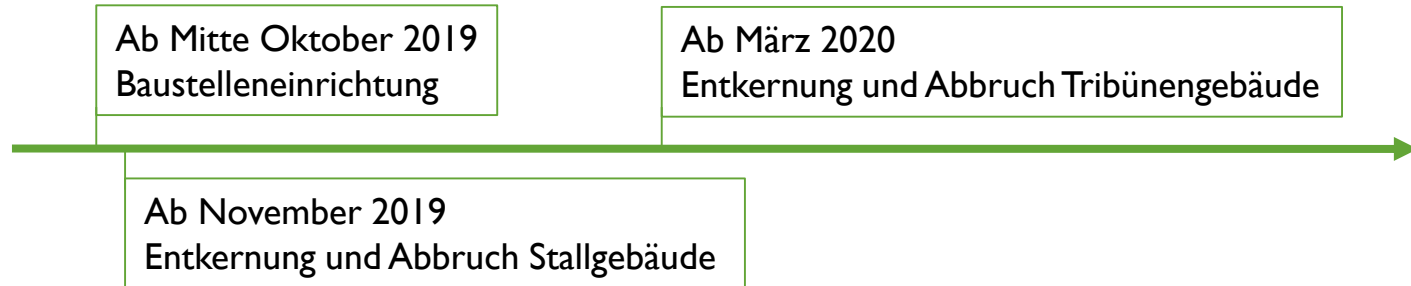 Ab Mitte Oktober 2019
Baustelleneinrichtung
Ab März 2020
Entkernung und Abbruch Tribünengebäude
Ab November 2019
Entkernung und Abbruch Stallgebäude